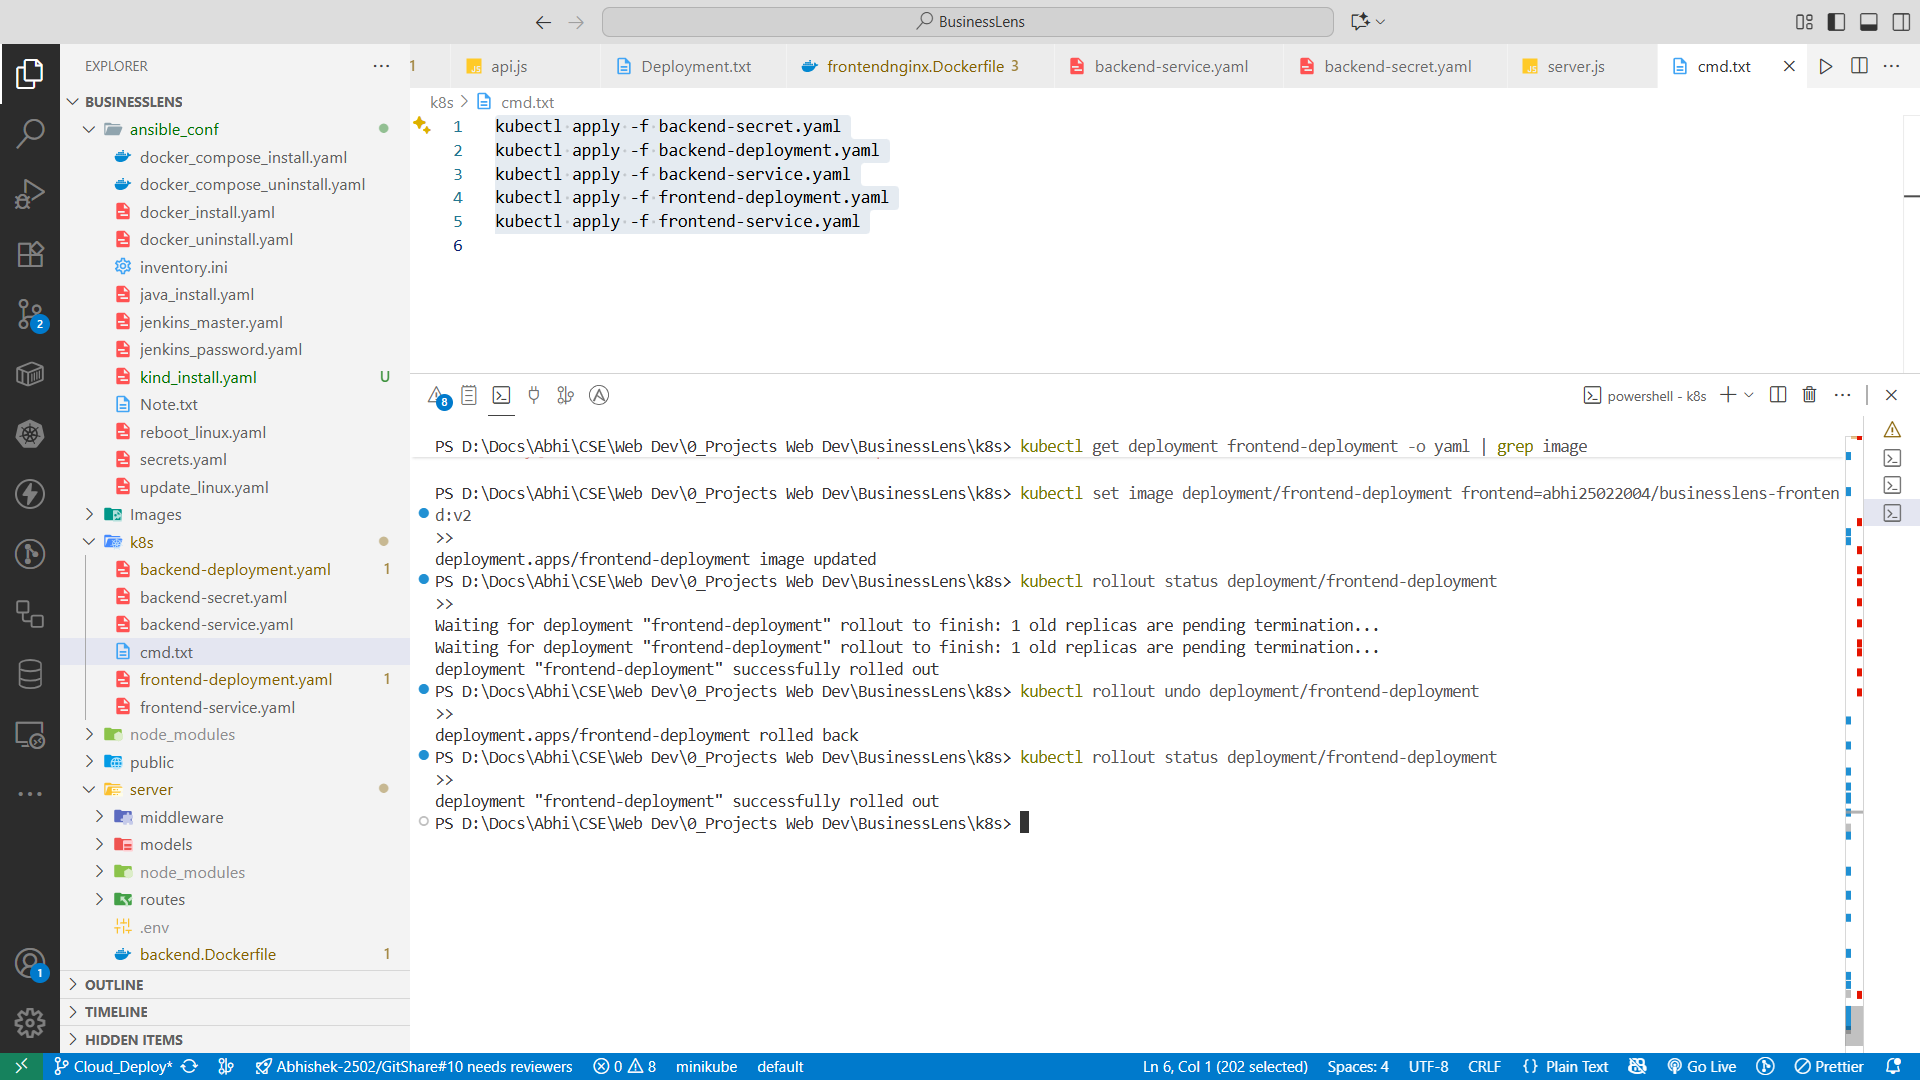 BusinessLens
EXPLORER
1
api.js
Deployment.txt
frontendnginx.Dockerfile 3
backend-service.yaml
backend-secret.yaml
server.js
cmd.txt
k8s > cmd.txt
1 kubectl apply -f backend-secret.yaml
2 kubectl apply -f backend-deployment.yaml
3 kubectl apply -f backend-service.yaml
4 kubectl apply -f frontend-deployment.yaml
5 kubectl apply -f frontend-service.yaml
6
BUSINESSLENS
ansible_conf
docker_compose_install.yaml
docker_compose_uninstall.yaml
docker_install.yaml
docker_uninstall.yaml
inventory.ini
java_install.yaml
jenkins_master.yaml
jenkins_password.yaml
kind_install.yaml U
Note.txt
reboot_linux.yaml
secrets.yaml
update_linux.yaml
Images
k8s
backend-deployment.yaml 1
backend-secret.yaml
backend-service.yaml
cmd.txt
frontend-deployment.yaml 1
frontend-service.yaml
node_modules
public
server
middleware
models
node_modules
routes
.env
backend.Dockerfile 1
OUTLINE
TIMELINE
HIDDEN ITEMS
2
1
8
powershell - k8s
PS D:\Docs\Abhi\CSE\Web Dev\0_Projects Web Dev\BusinessLens\k8s> kubectl get deployment frontend-deployment -o yaml | grep image
PS D:\Docs\Abhi\CSE\Web Dev\0_Projects Web Dev\BusinessLens\k8s> kubectl set image deployment/frontend-deployment frontend=abhi25022004/businesslens-fronten
d:v2
>>
deployment.apps/frontend-deployment image updated
PS D:\Docs\Abhi\CSE\Web Dev\0_Projects Web Dev\BusinessLens\k8s> kubectl rollout status deployment/frontend-deployment
>>
Waiting for deployment "frontend-deployment" rollout to finish: 1 old replicas are pending termination...
Waiting for deployment "frontend-deployment" rollout to finish: 1 old replicas are pending termination...
deployment "frontend-deployment" successfully rolled out
PS D:\Docs\Abhi\CSE\Web Dev\0_Projects Web Dev\BusinessLens\k8s> kubectl rollout undo deployment/frontend-deployment
>>
deployment.apps/frontend-deployment rolled back
PS D:\Docs\Abhi\CSE\Web Dev\0_Projects Web Dev\BusinessLens\k8s> kubectl rollout status deployment/frontend-deployment
>>
deployment "frontend-deployment" successfully rolled out
PS D:\Docs\Abhi\CSE\Web Dev\0_Projects Web Dev\BusinessLens\k8s>
Cloud_Deploy* Abhishek-2502/GitShare#10 needs reviewers 0 8 minikube default Ln 6, Col 1 (202 selected) Spaces: 4 UTF-8 CRLF {} Plain Text Go Live Prettier